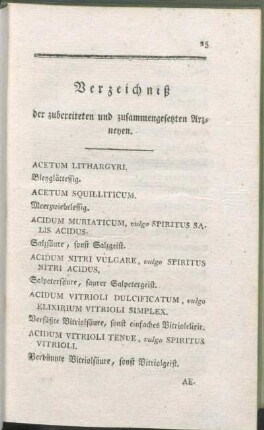 25
Verzeichniß
der zubereiteten und zusammengesetzten Arz-
neyen.
ACETUM LITHARGYRI.
Bleyglättessig.
ACETUM SQUILLITICUM.
Meerzwiebelessig.
ACIDUM MURIATICUM, vulgo SPIRITUS SA-
LIS ACIDUS.
Salzsäure, sonst Salzgeist.
ACIDUM NITRI VULGARE, vulgo SPIRITUS
NITRI ACIDUS.
Salpetersäure, saurer Salpetergeist.
ACIDUM VITRIOLI DULCIFICATUM, vulgo
ELIXIRIUM VITRIOLI SIMPLEX.
Versüßte Vitriolsäure, sonst einfaches Vitriolelixir.
ACIDUM VITRIOLI TENUE, vulgo SPIRITUS
VITRIOLI.
Verdünnte Vitriolsäure, sonst Vitriolgeist.
AE-